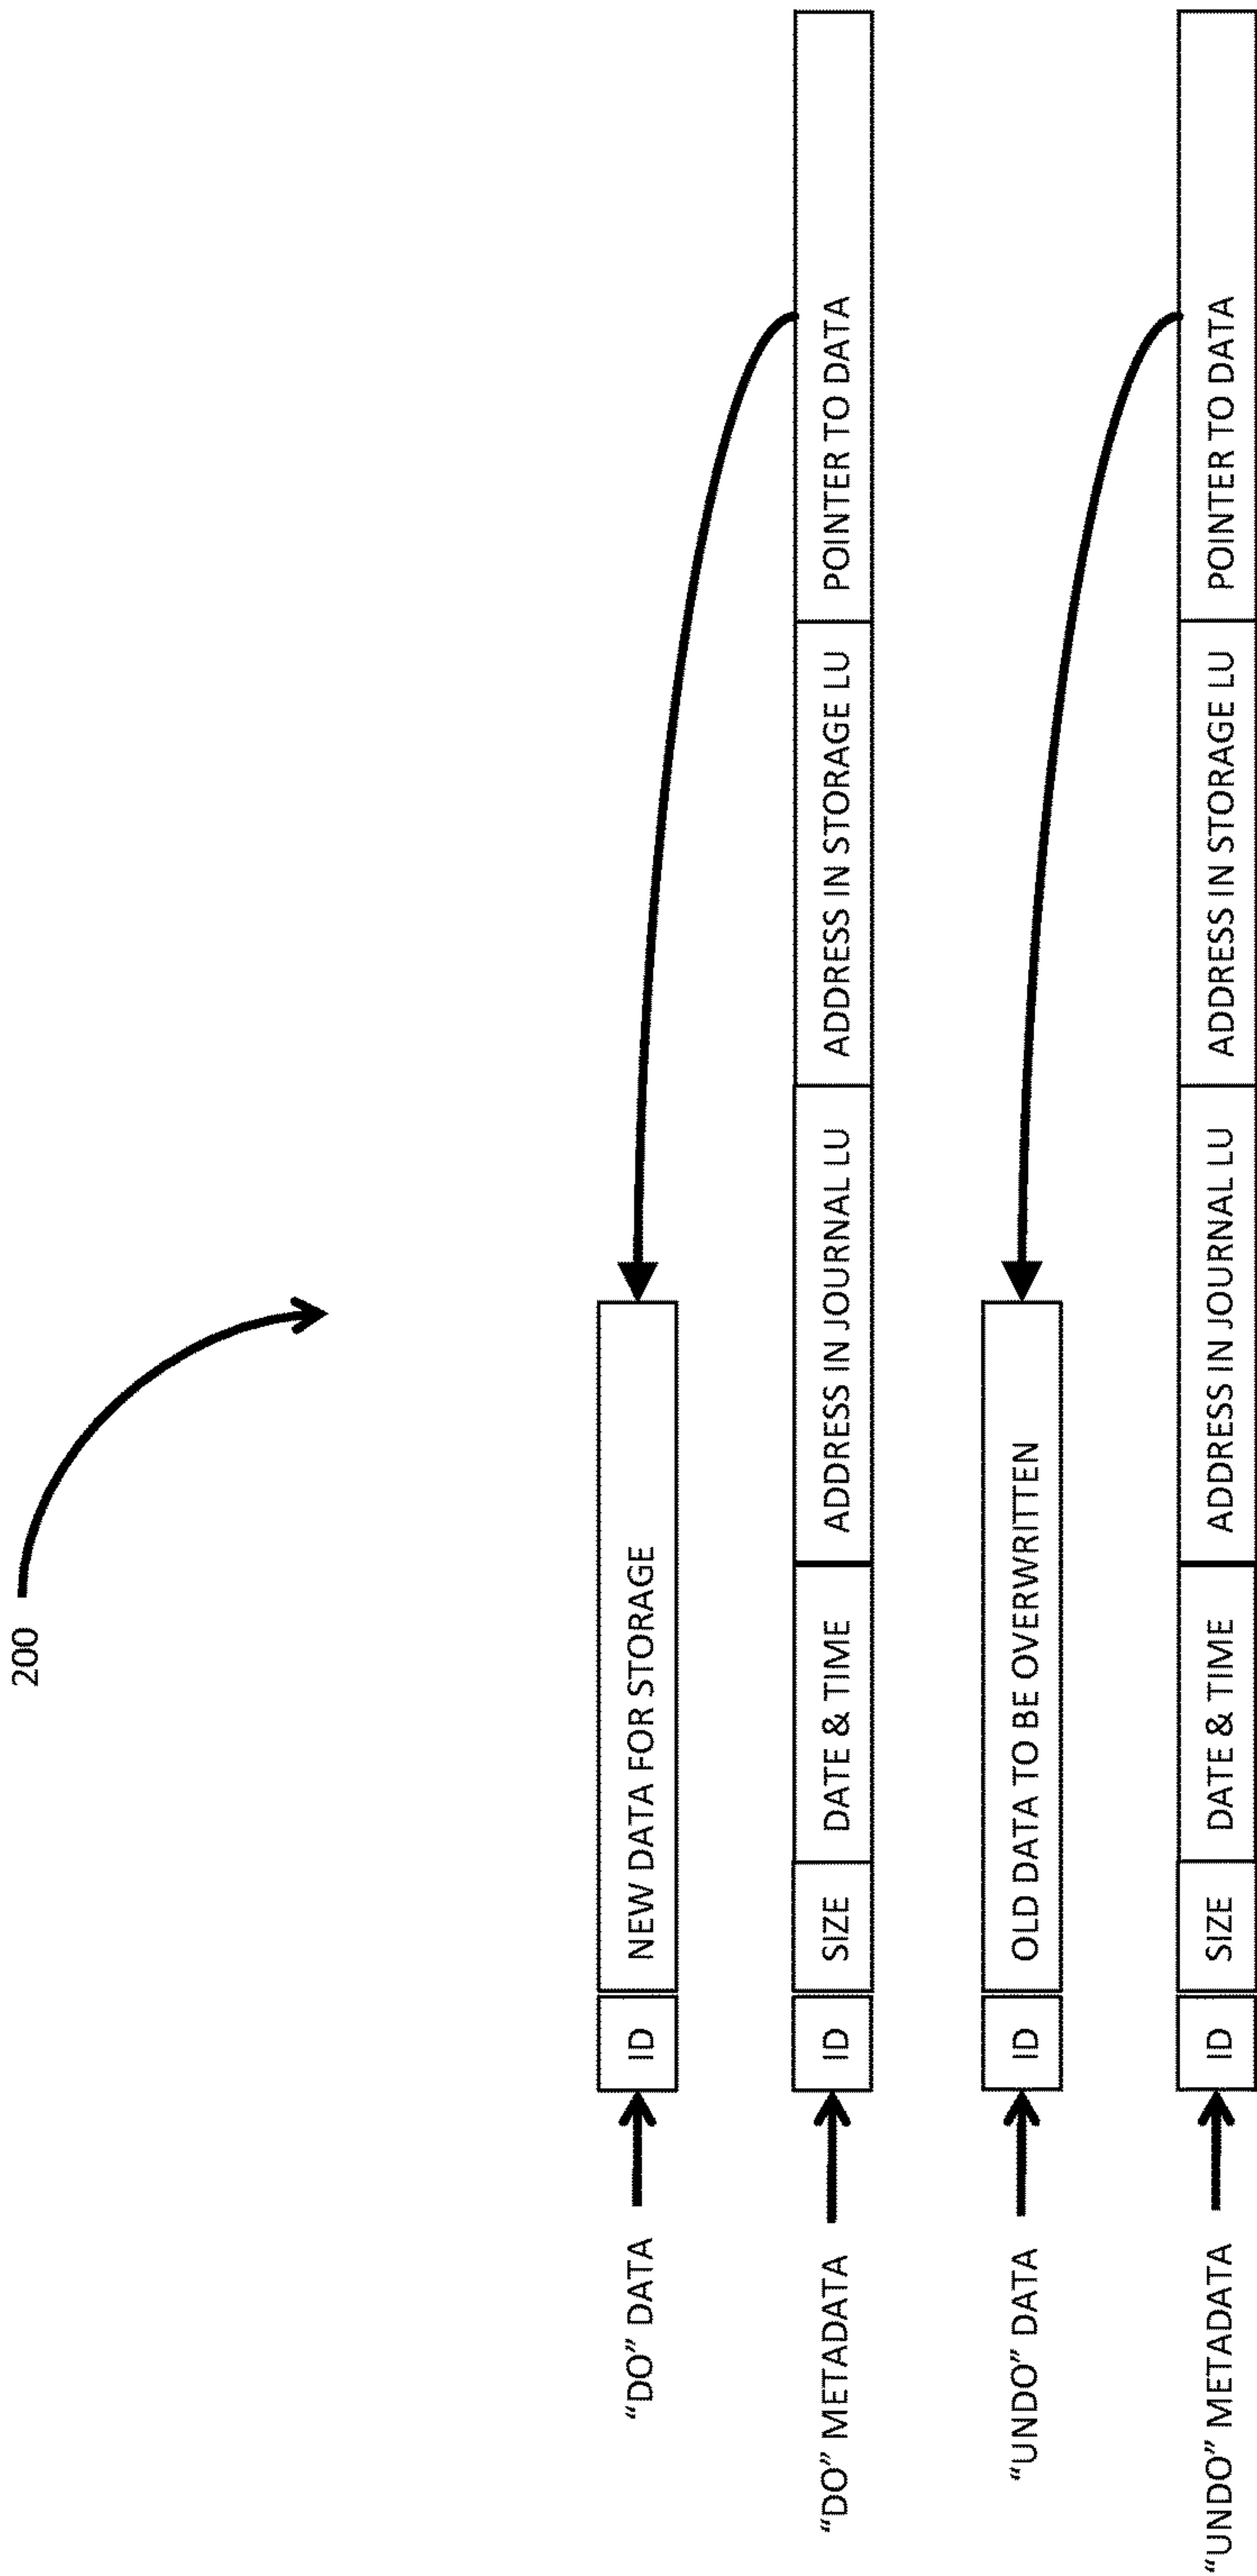 200
“DO” DATA ID NEW DATA FOR STORAGE
“DO” METADATA ID SIZE DATE & TIME ADDRESS IN JOURNAL LU ADDRESS IN STORAGE LU POINTER TO DATA
“UNDO” DATA ID OLD DATA TO BE OVERWRITTEN
“UNDO” METADATA ID SIZE DATE & TIME ADDRESS IN JOURNAL LU ADDRESS IN STORAGE LU POINTER TO DATA